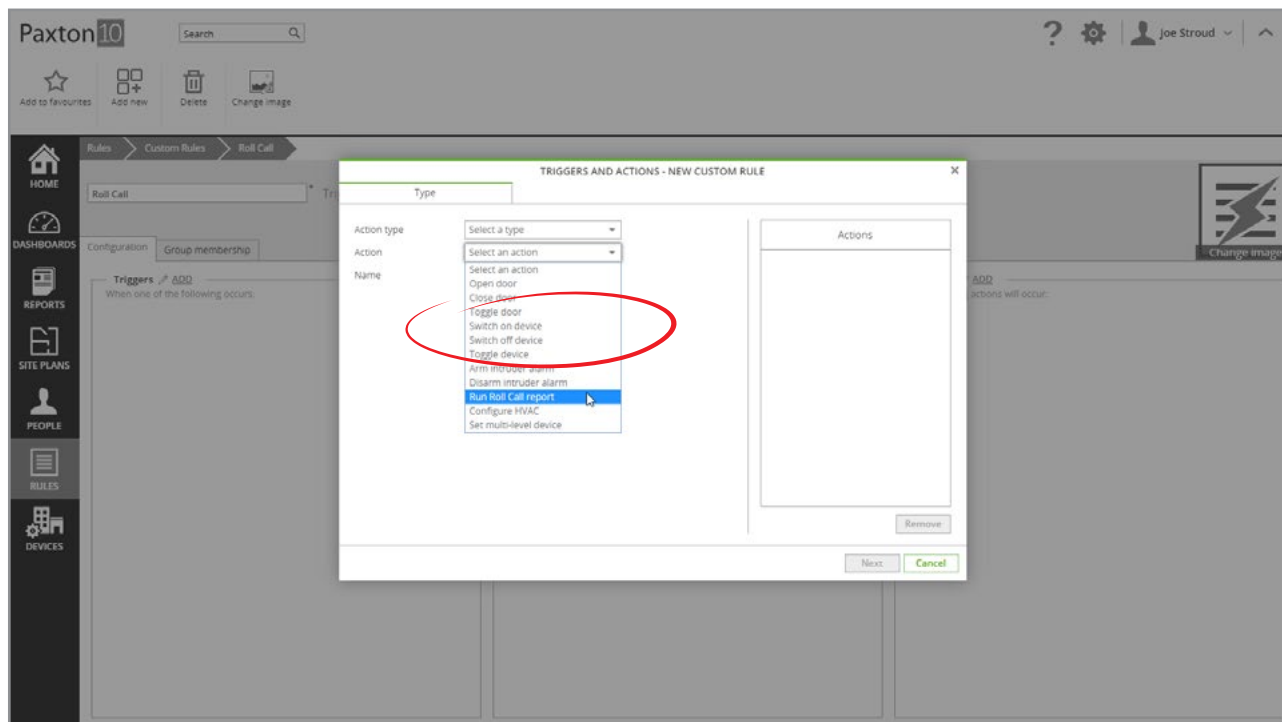 Paxton 10
Search
?
Joe Stroud
Add to favourites
Add new
Delete
Change image
Rules
Custom Rules
Roll Call
HOME
DASHBOARDS
REPORTS
SITE PLANS
PEOPLE
RULES
DEVICES
Roll Call
*
Configuration
Group membership
Triggers ADD
When one of the following occurs:
TRIGGERS AND ACTIONS - NEW CUSTOM RULE
Type
Action type
Select a type
Action
Select an action
Name
Select an action
Open door
Close door
Toggle door
Switch on device
Switch off device
Toggle device
Arm intruder alarm
Disarm intruder alarm
Run Roll Call report
Configure HVAC
Set multi-level device
Actions
Remove
Next
Cancel
Change image
ADD
actions will occur: